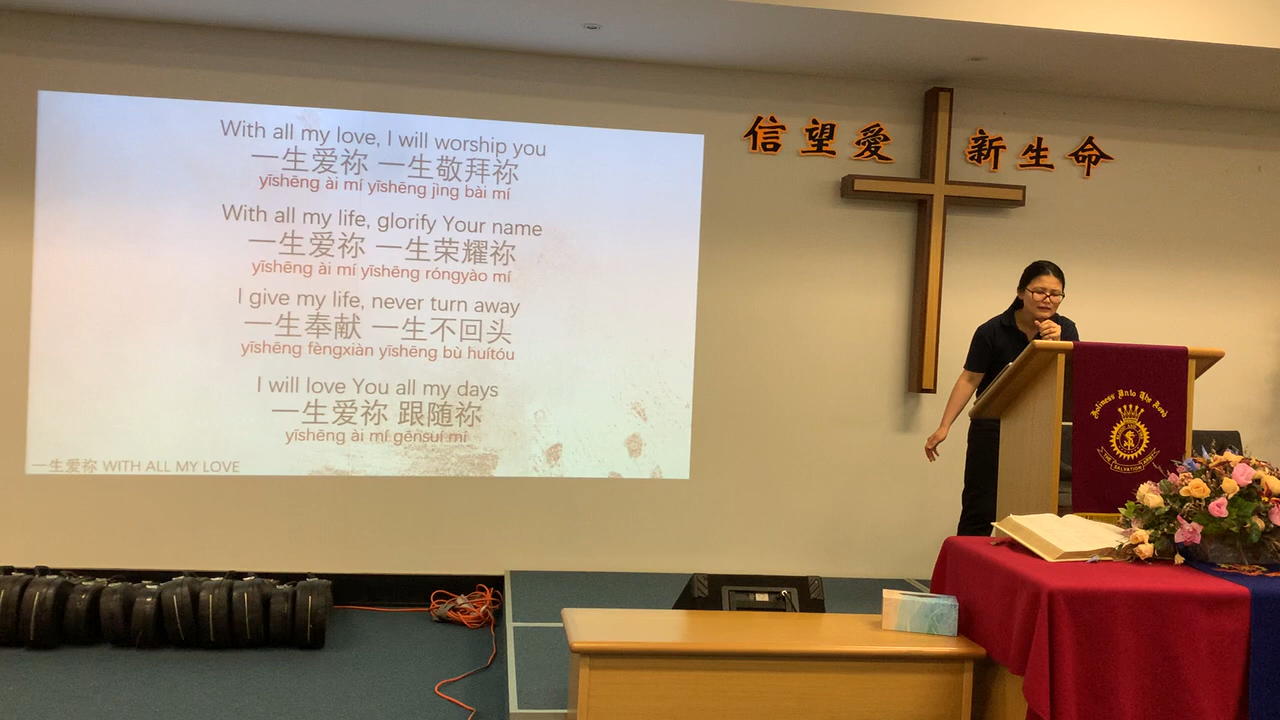 With all my love, I will worship you
一生爱祢 一生敬拜祢
yīshēng ài mí yīshēng jìng bài mí
With all my life, glorify Your name
一生爱祢 一生荣耀祢
yīshēng ài mí yīshēng róngyào mí
I give my life, never turn away
一生奉献 一生不回头
yīshēng fèngxiàn yīshēng bù huítóu
I will love You all my days
一生爱祢 跟随祢
yīshēng ài mí gēnsuí mí
一生爱祢 WITH ALL MY LOVE
信望愛 新生命
Holiness Unto The Lord
THE SALVATION ARMY